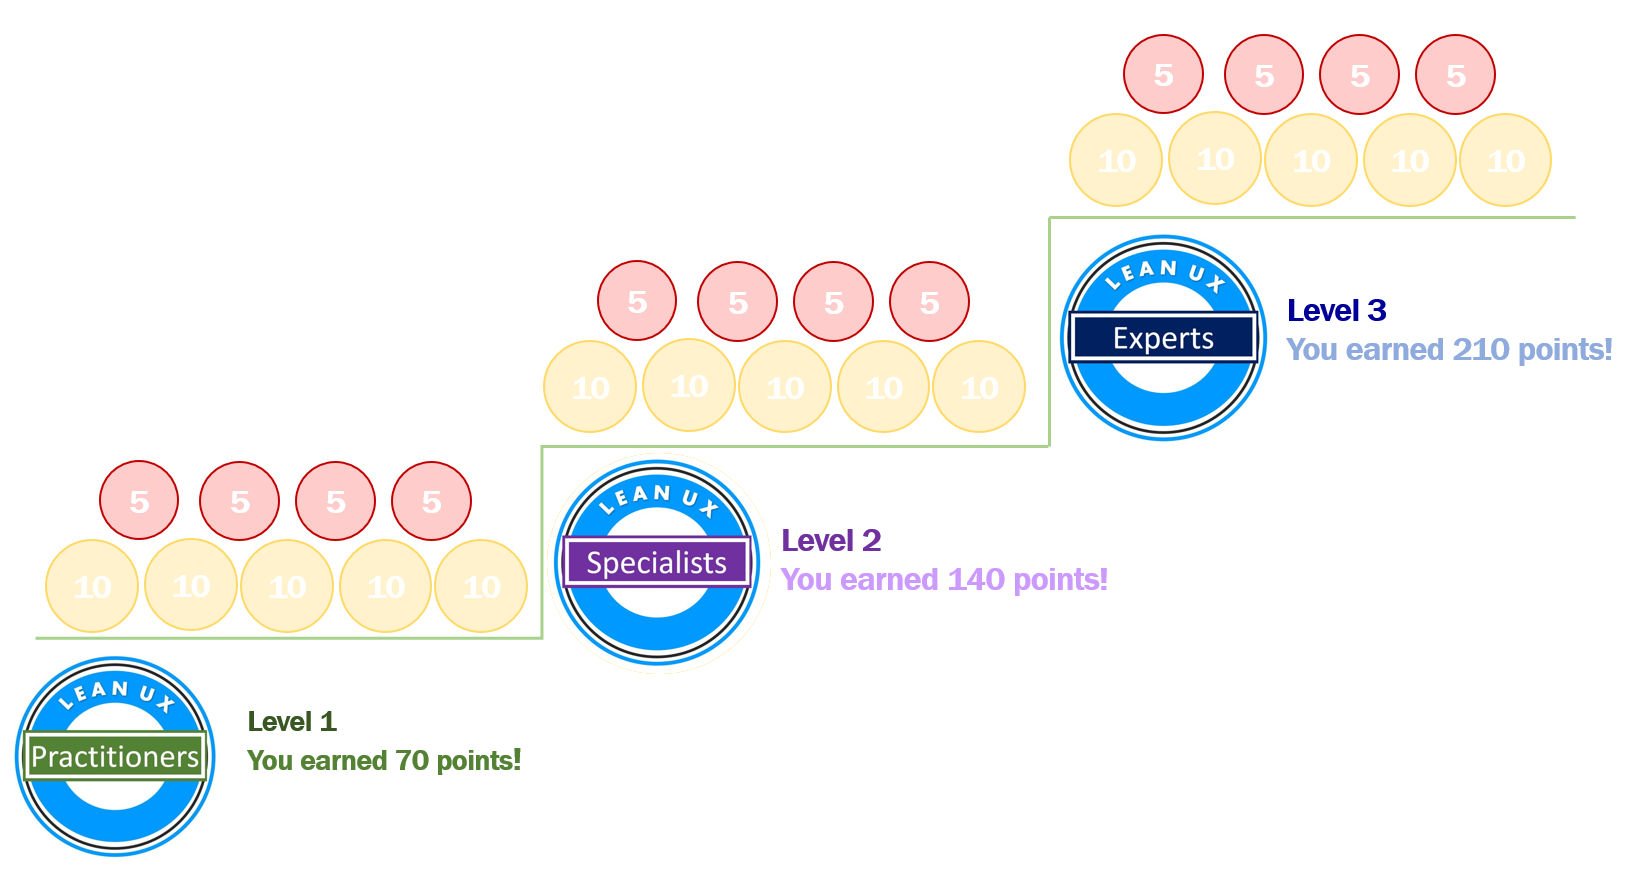 5 5 5 5
10 10 10 10 10
LEAN UX
Experts
Level 3
You earned 210 points!
5 5 5 5
10 10 10 10 10
LEAN UX
Specialists
Level 2
You earned 140 points!
5 5 5 5
10 10 10 10 10
LEAN UX
Practitioners
Level 1
You earned 70 points!